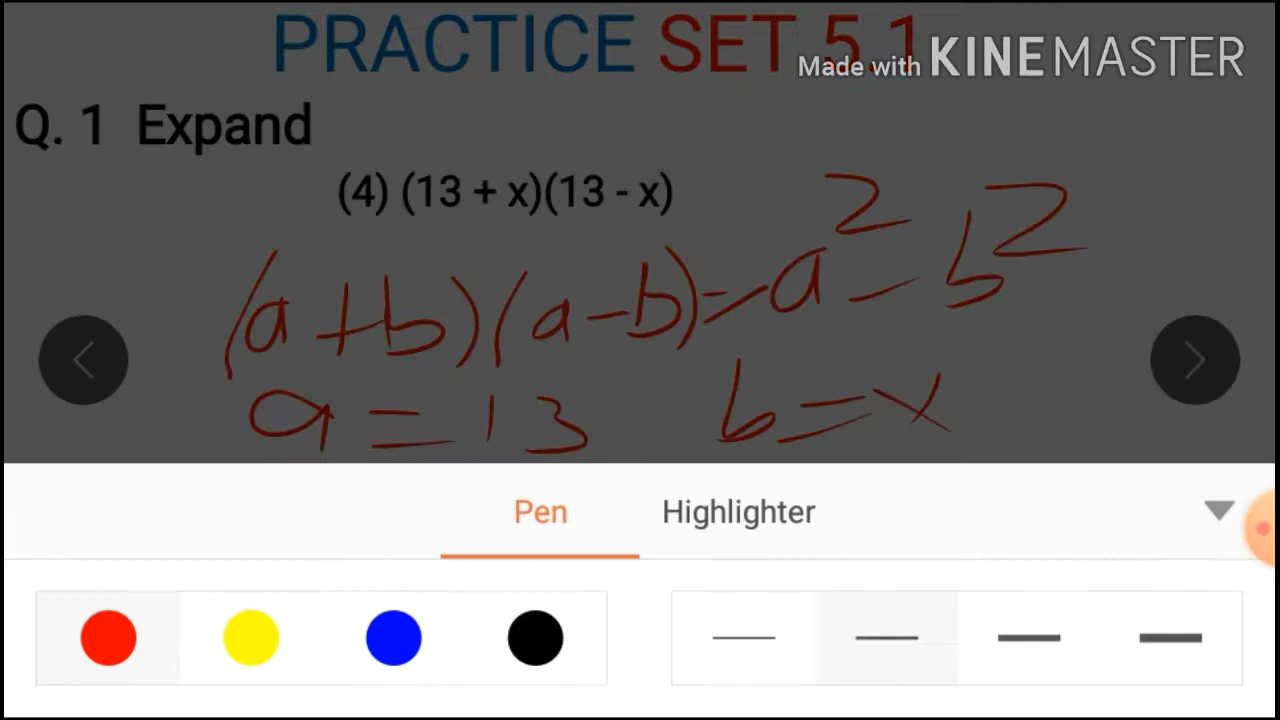 PRACTICE SET 5.1
Made with KINEMASTER
Q. 1 Expand
(4) (13 + x)(13 - x)
(a+b)(a-b)=a²-b²
a=13 b=x
Pen Highlighter